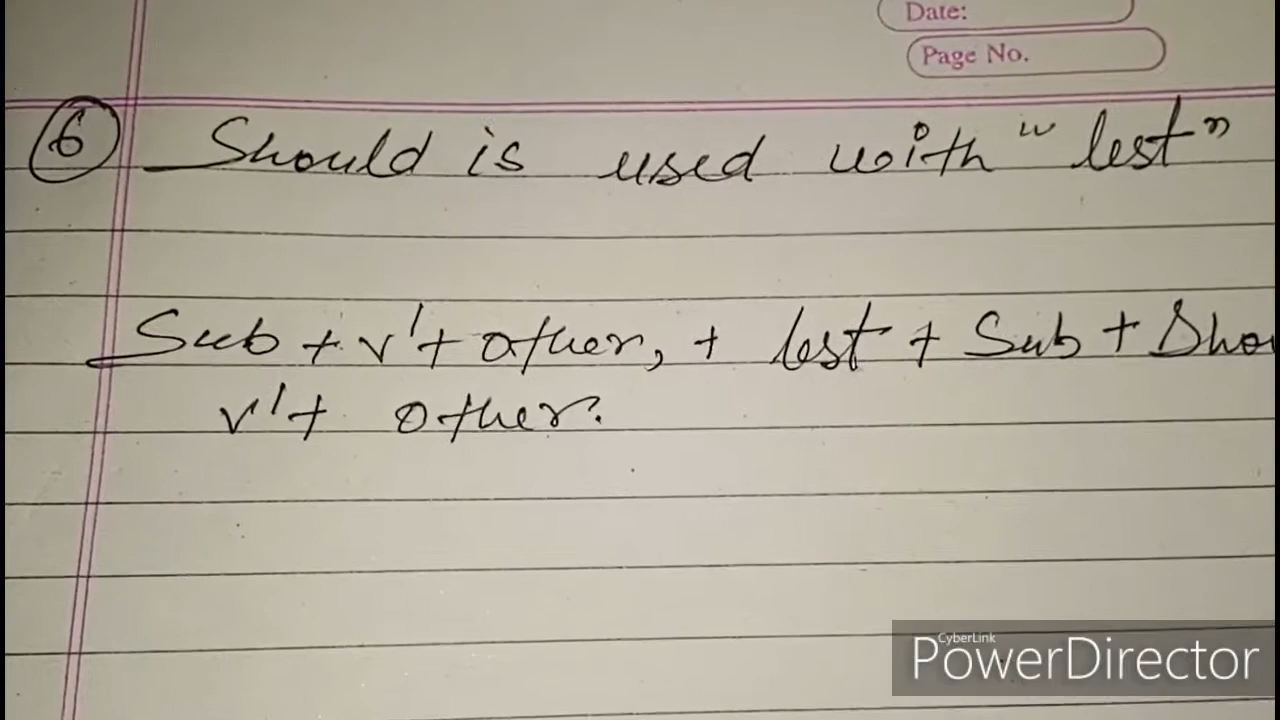 Date:
Page No.
6 Should is used with "lest"
Sub + v' + other, + lest + Sub + Sho
v' + other.
CyberLink
PowerDirector